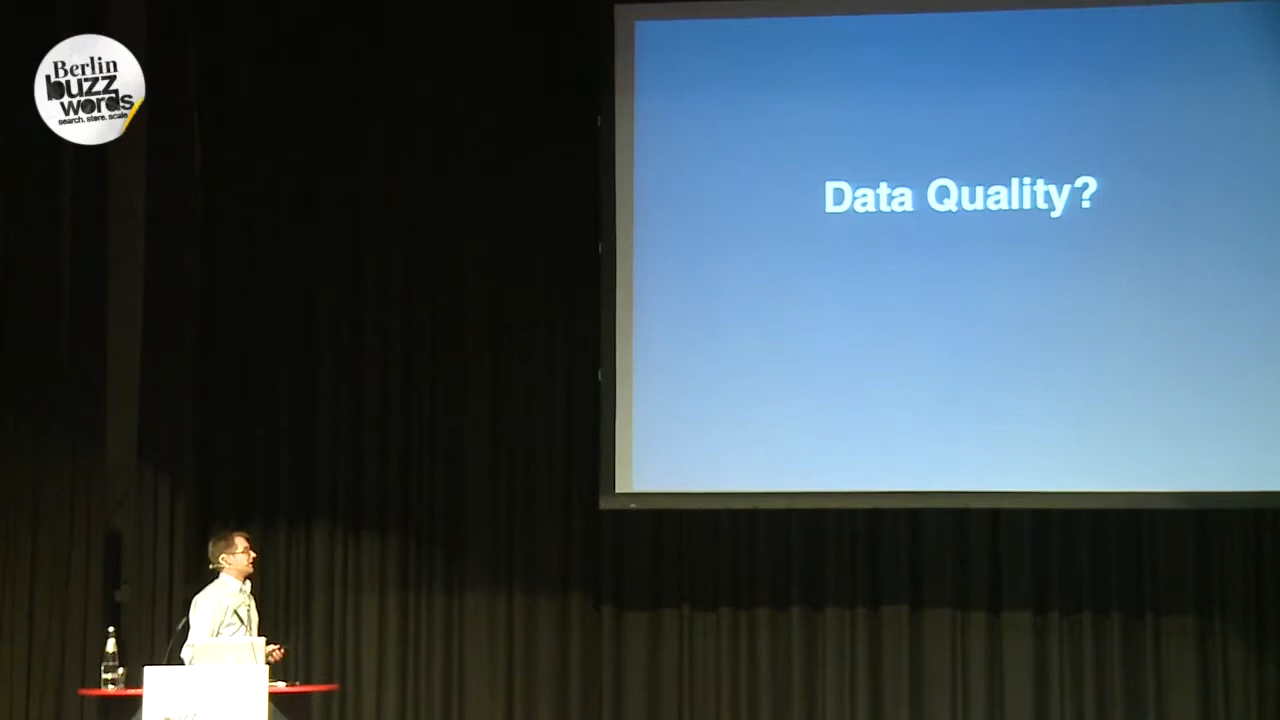 Berlin
buzz
words
search. store. scale
Data Quality?